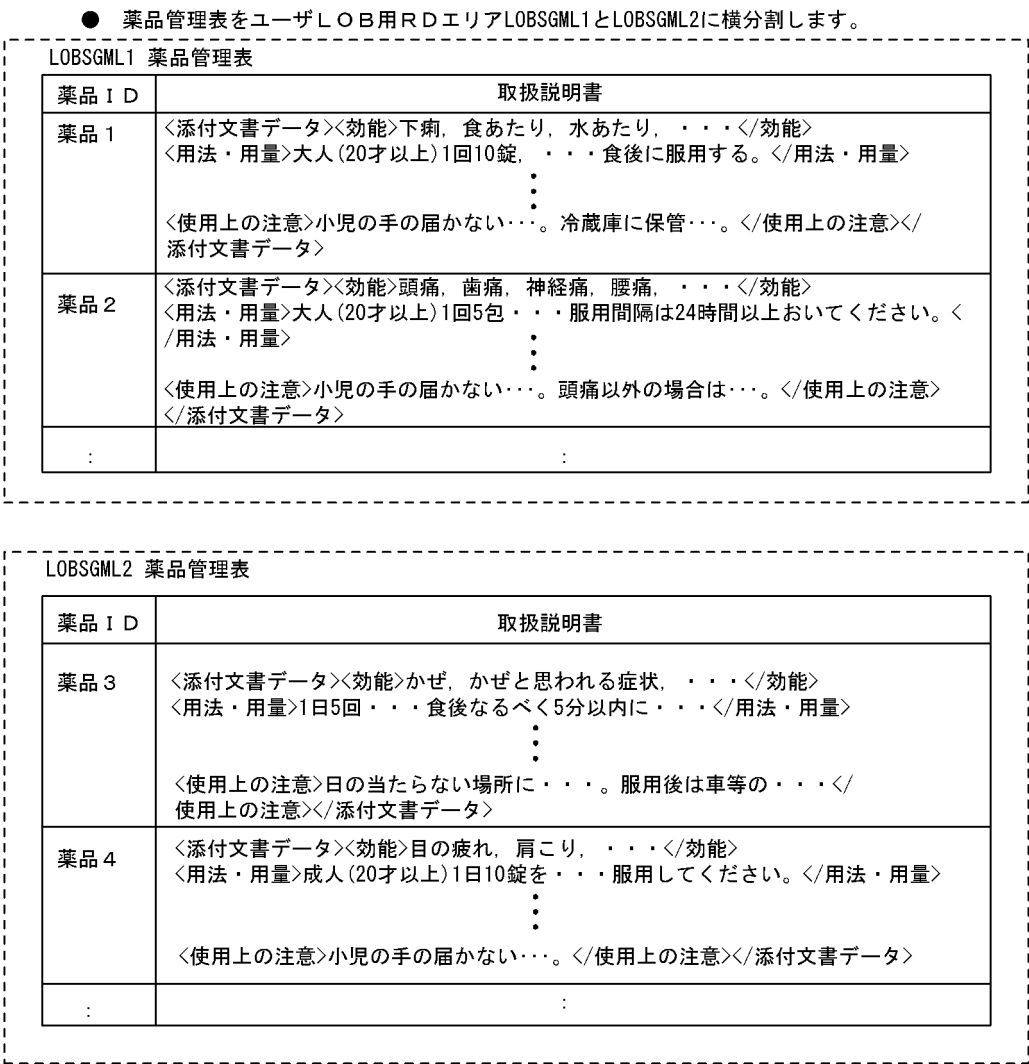 ● 薬品管理表をユーザＬＯＢ用ＲＤエリアLOBSGML1とLOBSGML2に横分割します。
LOBSGML1 薬品管理表
薬品ＩＤ 取扱説明書
薬品１ <添付文書データ><効能>下痢，食あたり，水あたり，・・・</効能>
<用法・用量>大人(20才以上)1回10錠，・・・食後に服用する。</用法・用量>
<使用上の注意>小児の手の届かない･･･。冷蔵庫に保管･･･。</使用上の注意></
添付文書データ>
薬品２ <添付文書データ><効能>頭痛，歯痛，神経痛，腰痛，・・・</効能>
<用法・用量>大人(20才以上)1回5包・・・服用間隔は24時間以上おいてください。<
/用法・用量>
<使用上の注意>小児の手の届かない･･･。頭痛以外の場合は･･･。</使用上の注意>
</添付文書データ>
: :
LOBSGML2 薬品管理表
薬品ＩＤ 取扱説明書
薬品３ <添付文書データ><効能>かぜ，かぜと思われる症状，・・・</効能>
<用法・用量>1日5回・・・食後なるべく5分以内に・・・</用法・用量>
<使用上の注意>日の当たらない場所に・・・。服用後は車等の・・・</
使用上の注意></添付文書データ>
薬品４ <添付文書データ><効能>目の疲れ，肩こり，・・・</効能>
<用法・用量>成人(20才以上)1日10錠を・・・服用してください。</用法・用量>
<使用上の注意>小児の手の届かない･･･。</使用上の注意></添付文書データ>
: :